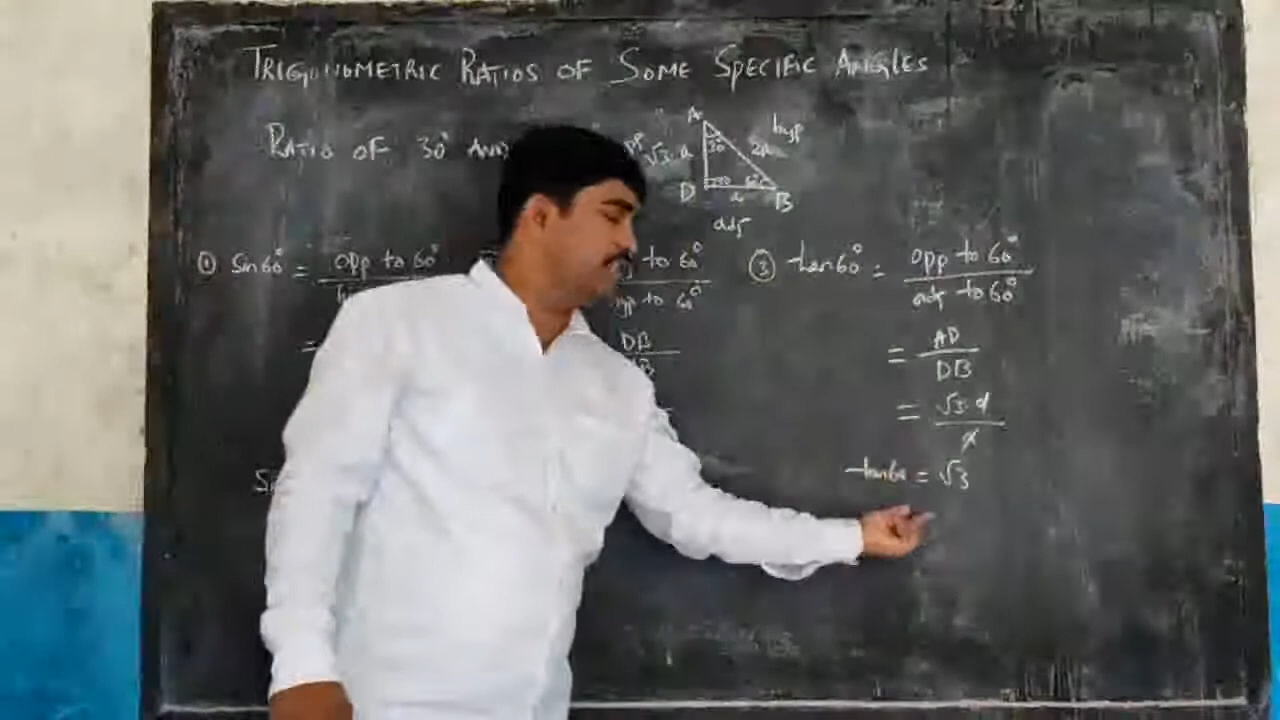 TRIGONOMETRIC RATIOS OF SOME SPECIFIC ANGLES
RATIO OF 30° AND
A
30°
√3 a
2a
hyp
D
90
60°
B
a
adj
① Sin 60° = opp to 60°
to 60°
hyp to 60°
DB
③ tan 60° = opp to 60°
adj to 60°
=
= AD
DB
= √3 a
a
tan 60 = √3